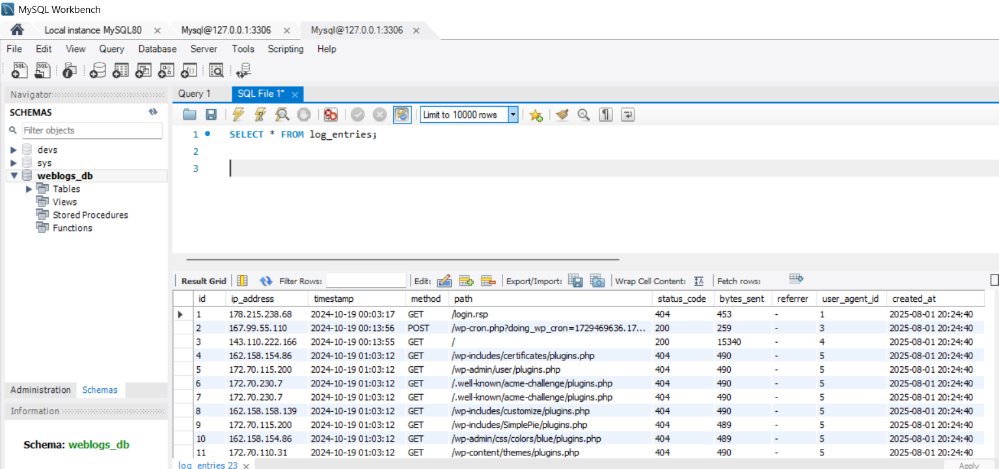 MySQL Workbench
Local instance MySQL80 Mysql@127.0.0.1:3306 Mysql@127.0.0.1:3306
File Edit View Query Database Server Tools Scripting Help
Navigator
Query 1 SQL File 1*
SCHEMAS
Filter objects
devs
sys
weblogs_db
Tables
Views
Stored Procedures
Functions
Administration Schemas
Information
Schema: weblogs_db
Limit to 10000 rows
1 SELECT * FROM log_entries;
2
3
Result Grid Filter Rows: Edit: Export/Import: Wrap Cell Content: Fetch rows:
id ip_address timestamp method path status_code bytes_sent referrer user_agent_id created_at
1 178.215.238.68 2024-10-19 00:03:17 GET /login.rsp 404 453 - 1 2025-08-01 20:24:40
2 167.99.55.110 2024-10-19 00:13:56 POST /wp-cron.php?doing_wp_cron=1729469636.17... 200 259 - 3 2025-08-01 20:24:40
3 143.110.222.166 2024-10-19 00:13:55 GET / 200 15340 - 4 2025-08-01 20:24:40
4 162.158.154.86 2024-10-19 01:03:12 GET /wp-includes/certificates/plugins.php 404 490 - 5 2025-08-01 20:24:40
5 172.70.115.200 2024-10-19 01:03:12 GET /wp-admin/user/plugins.php 404 490 - 5 2025-08-01 20:24:40
6 172.70.230.7 2024-10-19 01:03:12 GET /.well-known/acme-challenge/plugins.php 404 490 - 5 2025-08-01 20:24:40
7 172.70.230.7 2024-10-19 01:03:12 GET /.well-known/acme-challenge/plugins.php 404 490 - 5 2025-08-01 20:24:40
8 162.158.158.139 2024-10-19 01:03:12 GET /wp-includes/customize/plugins.php 404 490 - 5 2025-08-01 20:24:40
9 172.70.115.200 2024-10-19 01:03:12 GET /wp-includes/SimplePie/plugins.php 404 489 - 5 2025-08-01 20:24:40
10 162.158.154.86 2024-10-19 01:03:12 GET /wp-admin/css/colors/blue/plugins.php 404 489 - 5 2025-08-01 20:24:40
11 172.70.110.31 2024-10-19 01:03:12 GET /wp-content/themes/plugins.php 404 490 - 5 2025-08-01 20:24:40
log_entries 23 Apply